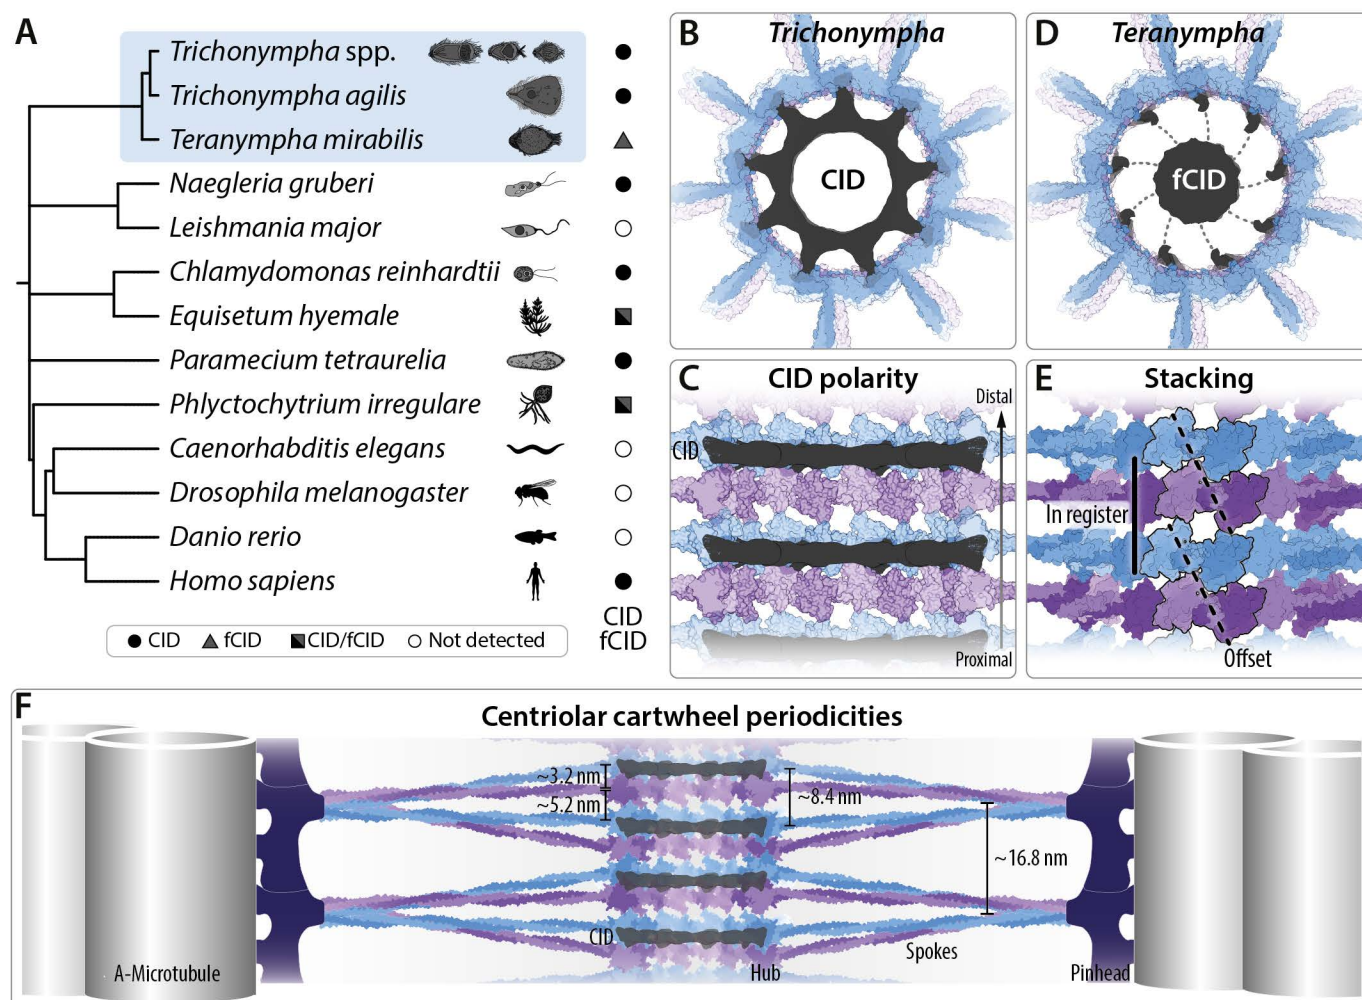 A
Trichonympha spp.
Trichonympha agilis
Teranympha mirabilis
Naegleria gruberi
Leishmania major
Chlamydomonas reinhardtii
Equisetum hyemale
Paramecium tetraurelia
Phlyctochytrium irregulare
Caenorhabditis elegans
Drosophila melanogaster
Danio rerio
Homo sapiens
CID
fCID
CID fCID CID/fCID Not detected
B Trichonympha
CID
D Teranympha
fCID
C CID polarity
Distal
CID
Proximal
E Stacking
In register
Offset
F
Centriolar cartwheel periodicities
~3.2 nm
~5.2 nm
~8.4 nm
~16.8 nm
CID
Spokes
A-Microtubule
Hub
Pinhead